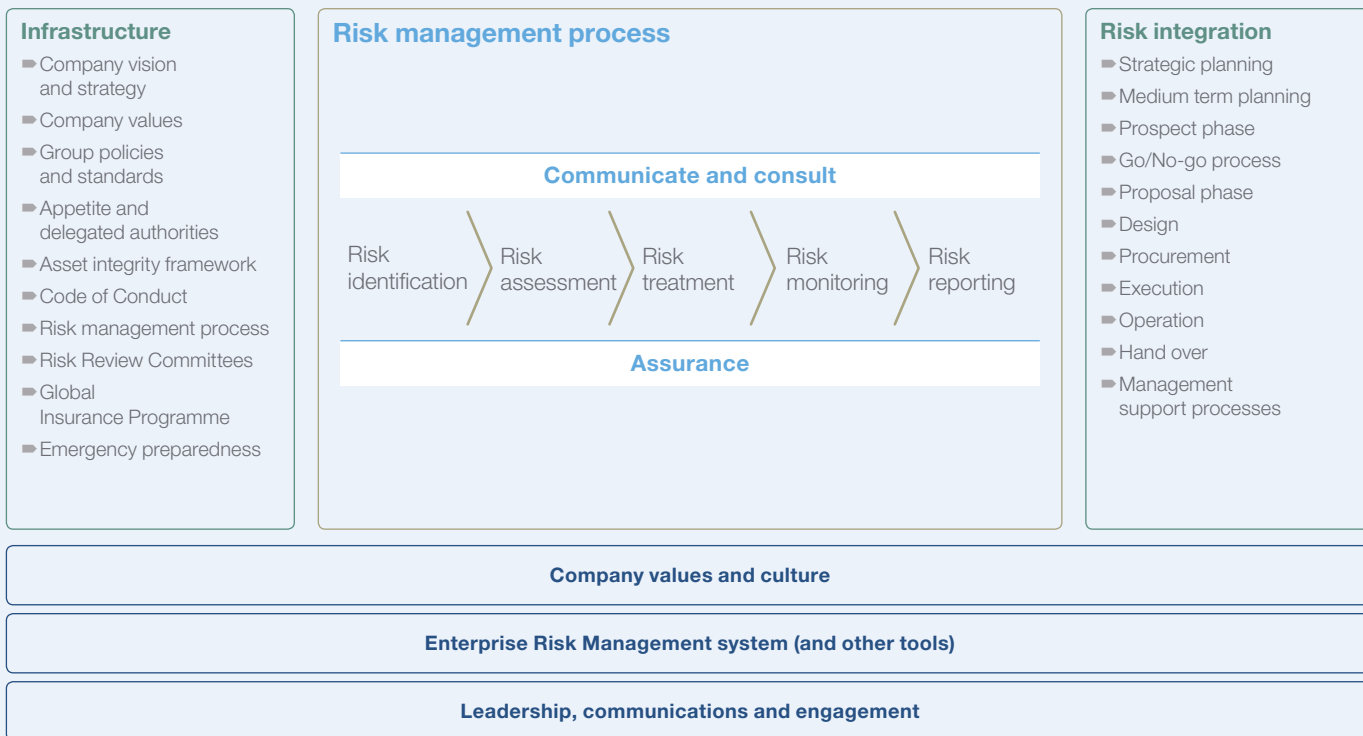 Infrastructure
Company vision
and strategy
Company values
Group policies
and standards
Appetite and
delegated authorities
Asset integrity framework
Code of Conduct
Risk management process
Risk Review Committees
Global
Insurance Programme
Emergency preparedness
Risk management process
Communicate and consult
Risk
identification
Risk
assessment
Risk
treatment
Risk
monitoring
Risk
reporting
Assurance
Risk integration
Strategic planning
Medium term planning
Prospect phase
Go/No-go process
Proposal phase
Design
Procurement
Execution
Operation
Hand over
Management
support processes
Company values and culture
Enterprise Risk Management system (and other tools)
Leadership, communications and engagement